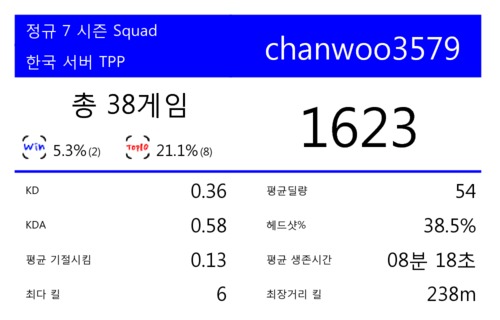 정규 7 시즌 Squad
한국 서버 TPP
chanwoo3579
총 38게임
Win 5.3% (2)
TOP10 21.1% (8)
1623
KD 0.36
평균딜량 54
KDA 0.58
헤드샷% 38.5%
평균 기절시킴 0.13
평균 생존시간 08분 18초
최다 킬 6
최장거리 킬 238m